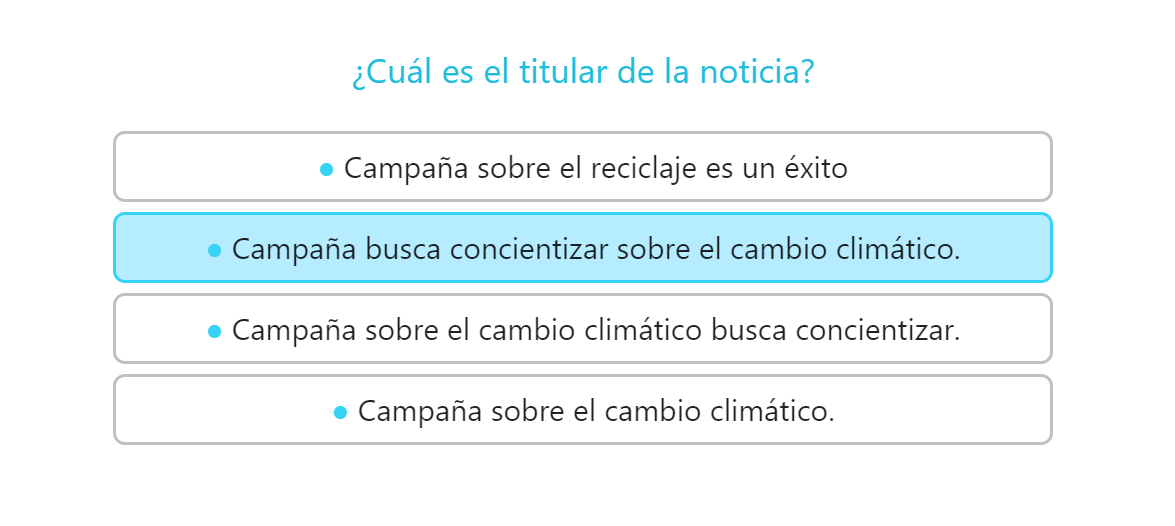 ¿Cuál es el titular de la noticia?
● Campaña sobre el reciclaje es un éxito
● Campaña busca concientizar sobre el cambio climático.
● Campaña sobre el cambio climático busca concientizar.
● Campaña sobre el cambio climático.